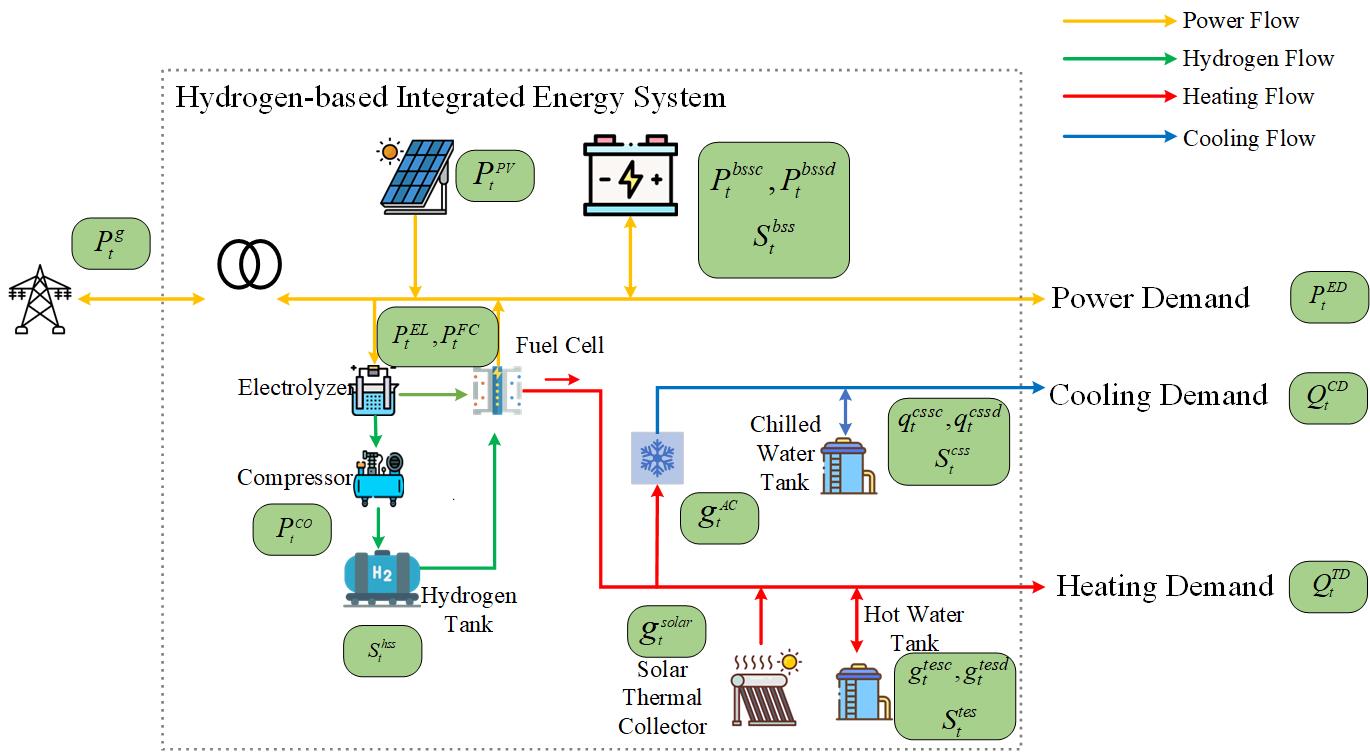 Power Flow
Hydrogen Flow
Heating Flow
Cooling Flow
Hydrogen-based Integrated Energy System
P_t^{PV}
P_t^{bssc}, P_t^{bssd}
S_t^{bss}
P_t^{g}
Power Demand
P_t^{ED}
P_t^{EL}, P_t^{FC}
Fuel Cell
Electrolyzer
Cooling Demand
Q_t^{CD}
Chilled
Water
Tank
q_t^{cssc}, q_t^{cssd}
S_t^{css}
Compressor
P_t^{CO}
g_t^{AC}
H2
Hydrogen
Tank
S_t^{hss}
Heating Demand
Q_t^{TD}
g_t^{solar}
Solar
Thermal
Collector
Hot Water
Tank
g_t^{tesc}, g_t^{tesd}
S_t^{tes}